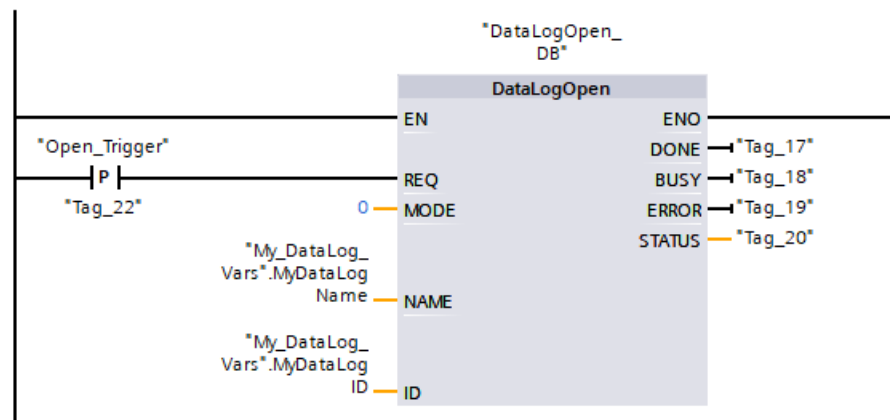 "DataLogOpen_
DB"
DataLogOpen
EN
ENO
"Open_Trigger"
DONE
"Tag_17"
P
REQ
BUSY
"Tag_18"
"Tag_22"
0
MODE
ERROR
"Tag_19"
STATUS
"Tag_20"
"My_DataLog_
Vars".MyDataLog
Name
NAME
"My_DataLog_
Vars".MyDataLog
ID
ID